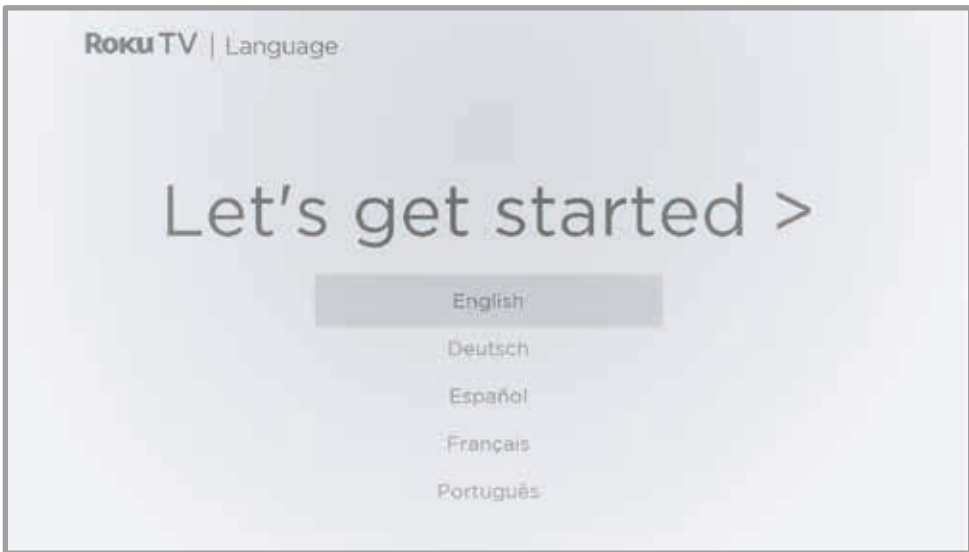 Roku TV | Language
Let's get started >
English
Deutsch
Español
Français
Português